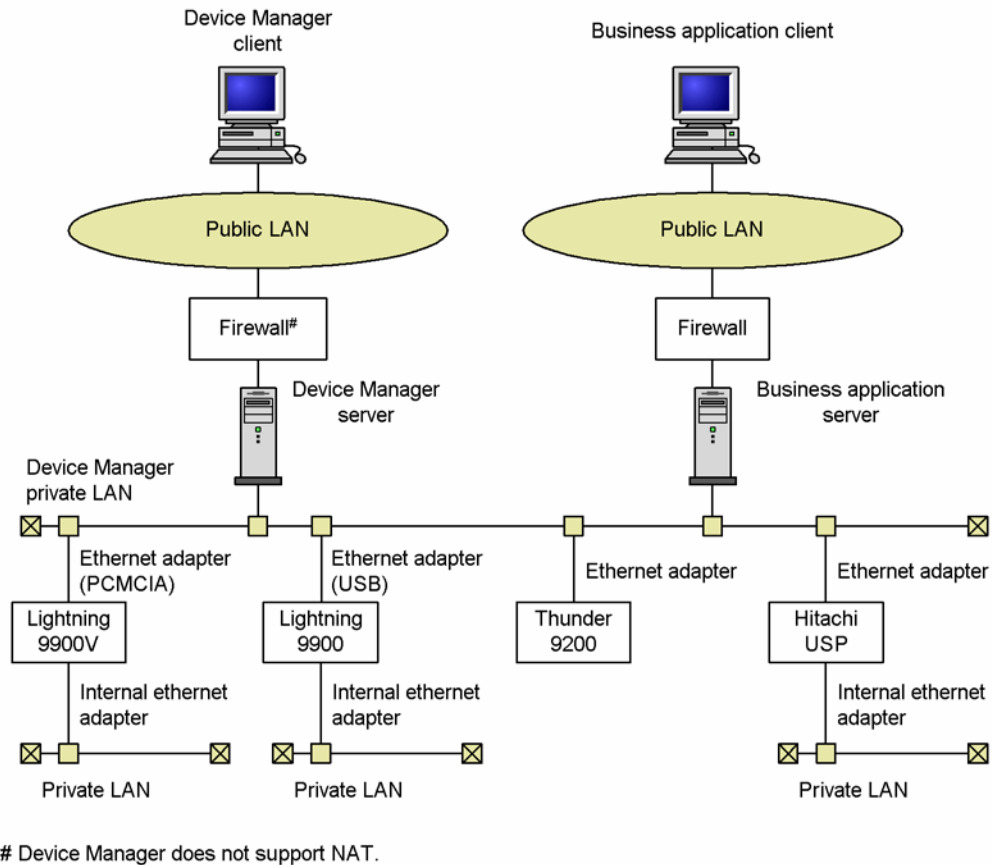 Device Manager
client
Business application client
Public LAN
Public LAN
Firewall#
Firewall
Device Manager
server
Business application
server
Device Manager
private LAN
Ethernet adapter
(PCMCIA)
Ethernet adapter
(USB)
Ethernet adapter
Ethernet adapter
Lightning
9900V
Lightning
9900
Thunder
9200
Hitachi
USP
Internal ethernet
adapter
Internal ethernet
adapter
Internal ethernet
adapter
Private LAN
Private LAN
Private LAN
# Device Manager does not support NAT.